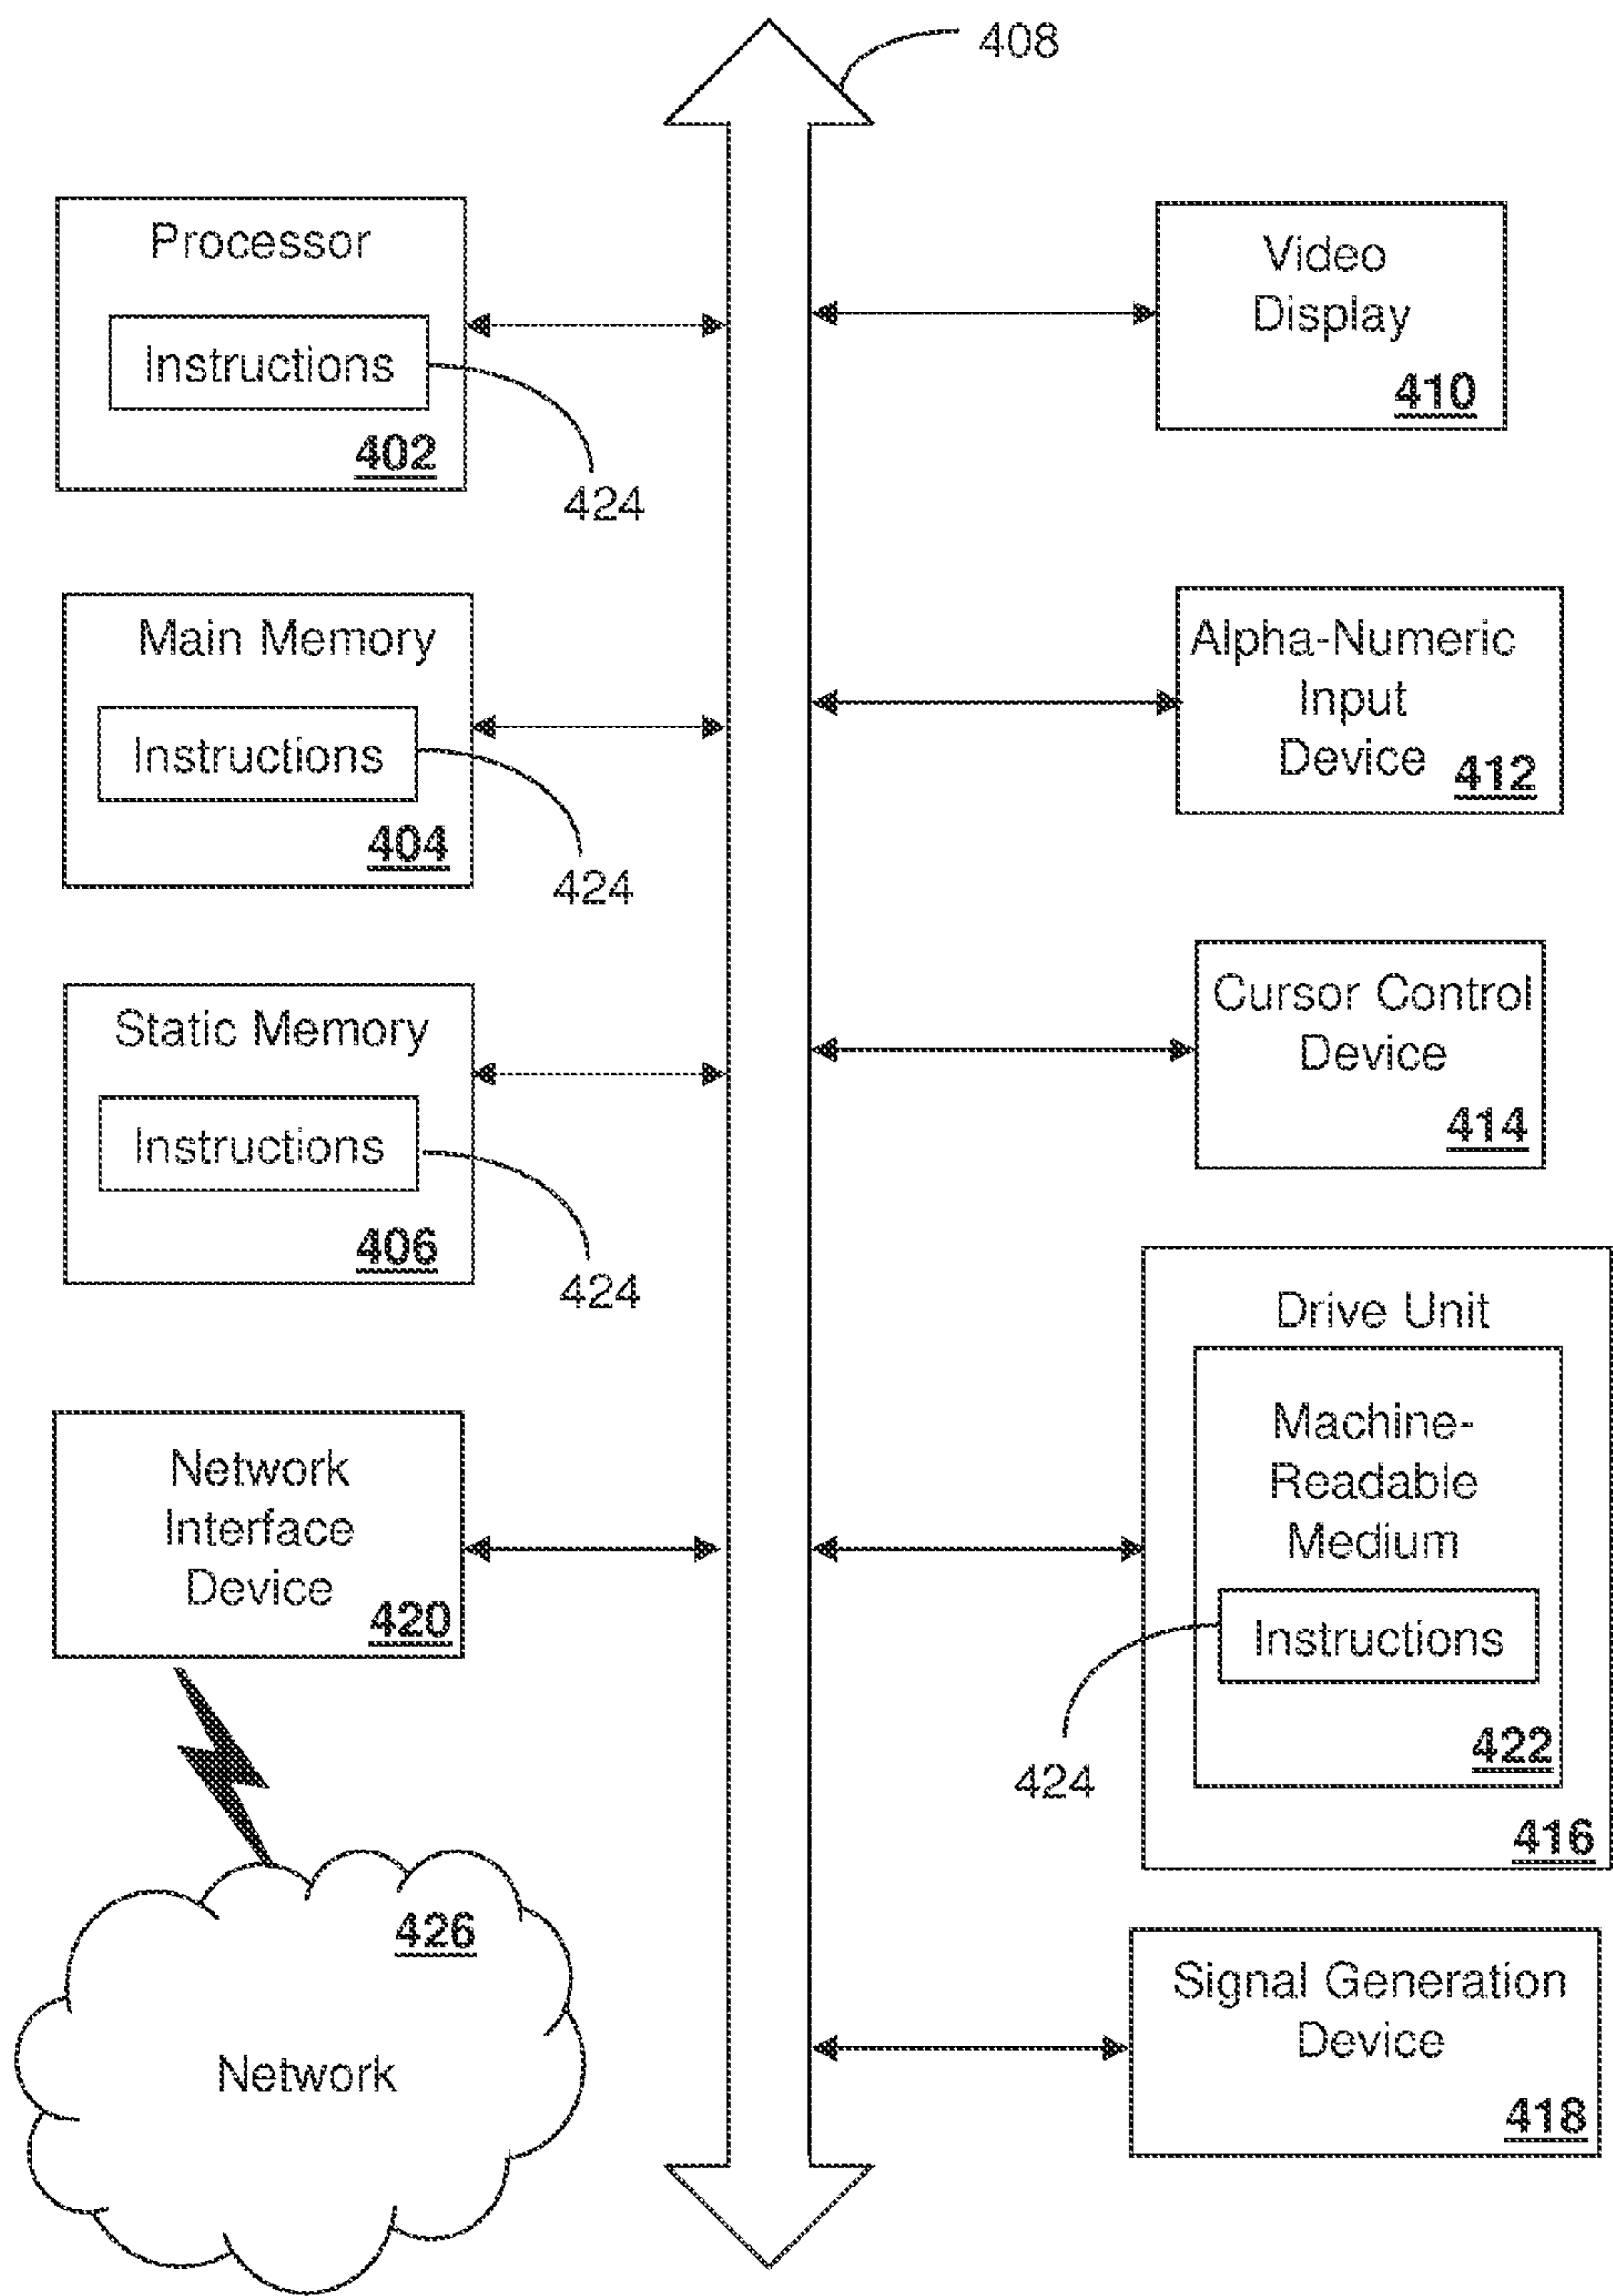 408
Processor
Instructions
402
424
Main Memory
Instructions
404
424
Static Memory
Instructions
406
424
Network
Interface
Device
420
426
Network
Video
Display
410
Alpha-Numeric
Input
Device
412
Cursor Control
Device
414
Drive Unit
Machine-
Readable
Medium
Instructions
424
422
416
Signal Generation
Device
418